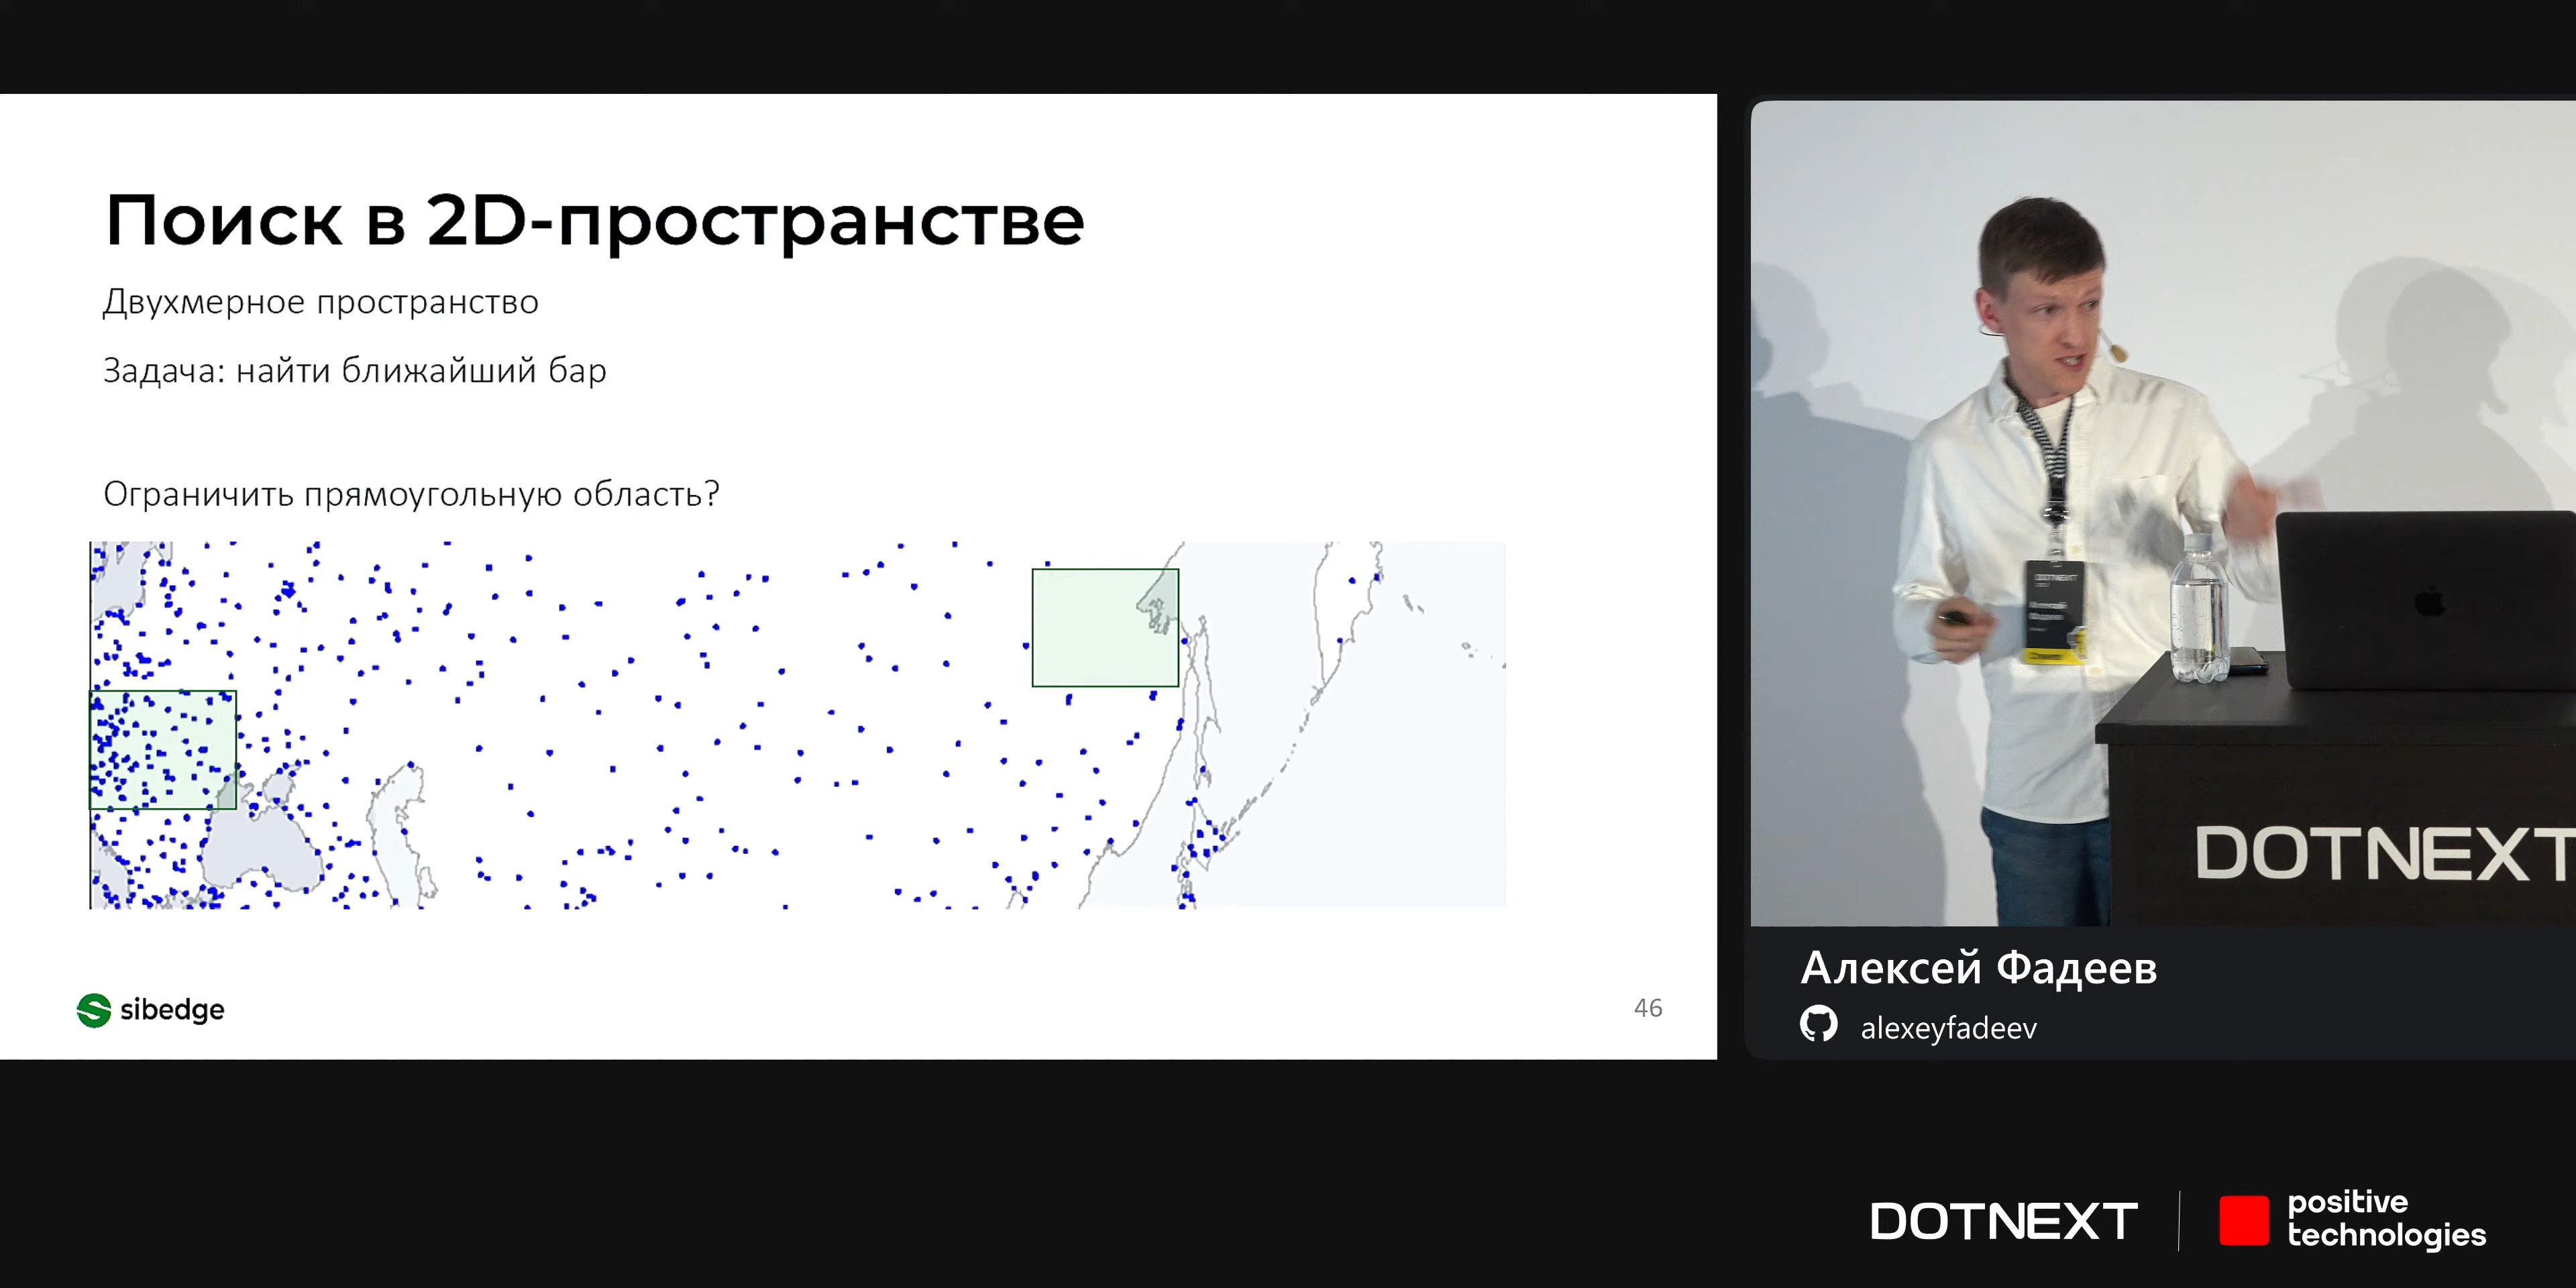 Поиск в 2D-пространстве
Двухмерное пространство
Задача: найти ближайший бар
Ограничить прямоугольную область?
sibedge
46
DOTNEXT
Алексей Фадеев
alexeyfadeev
DOTNEXT
positive
technologies